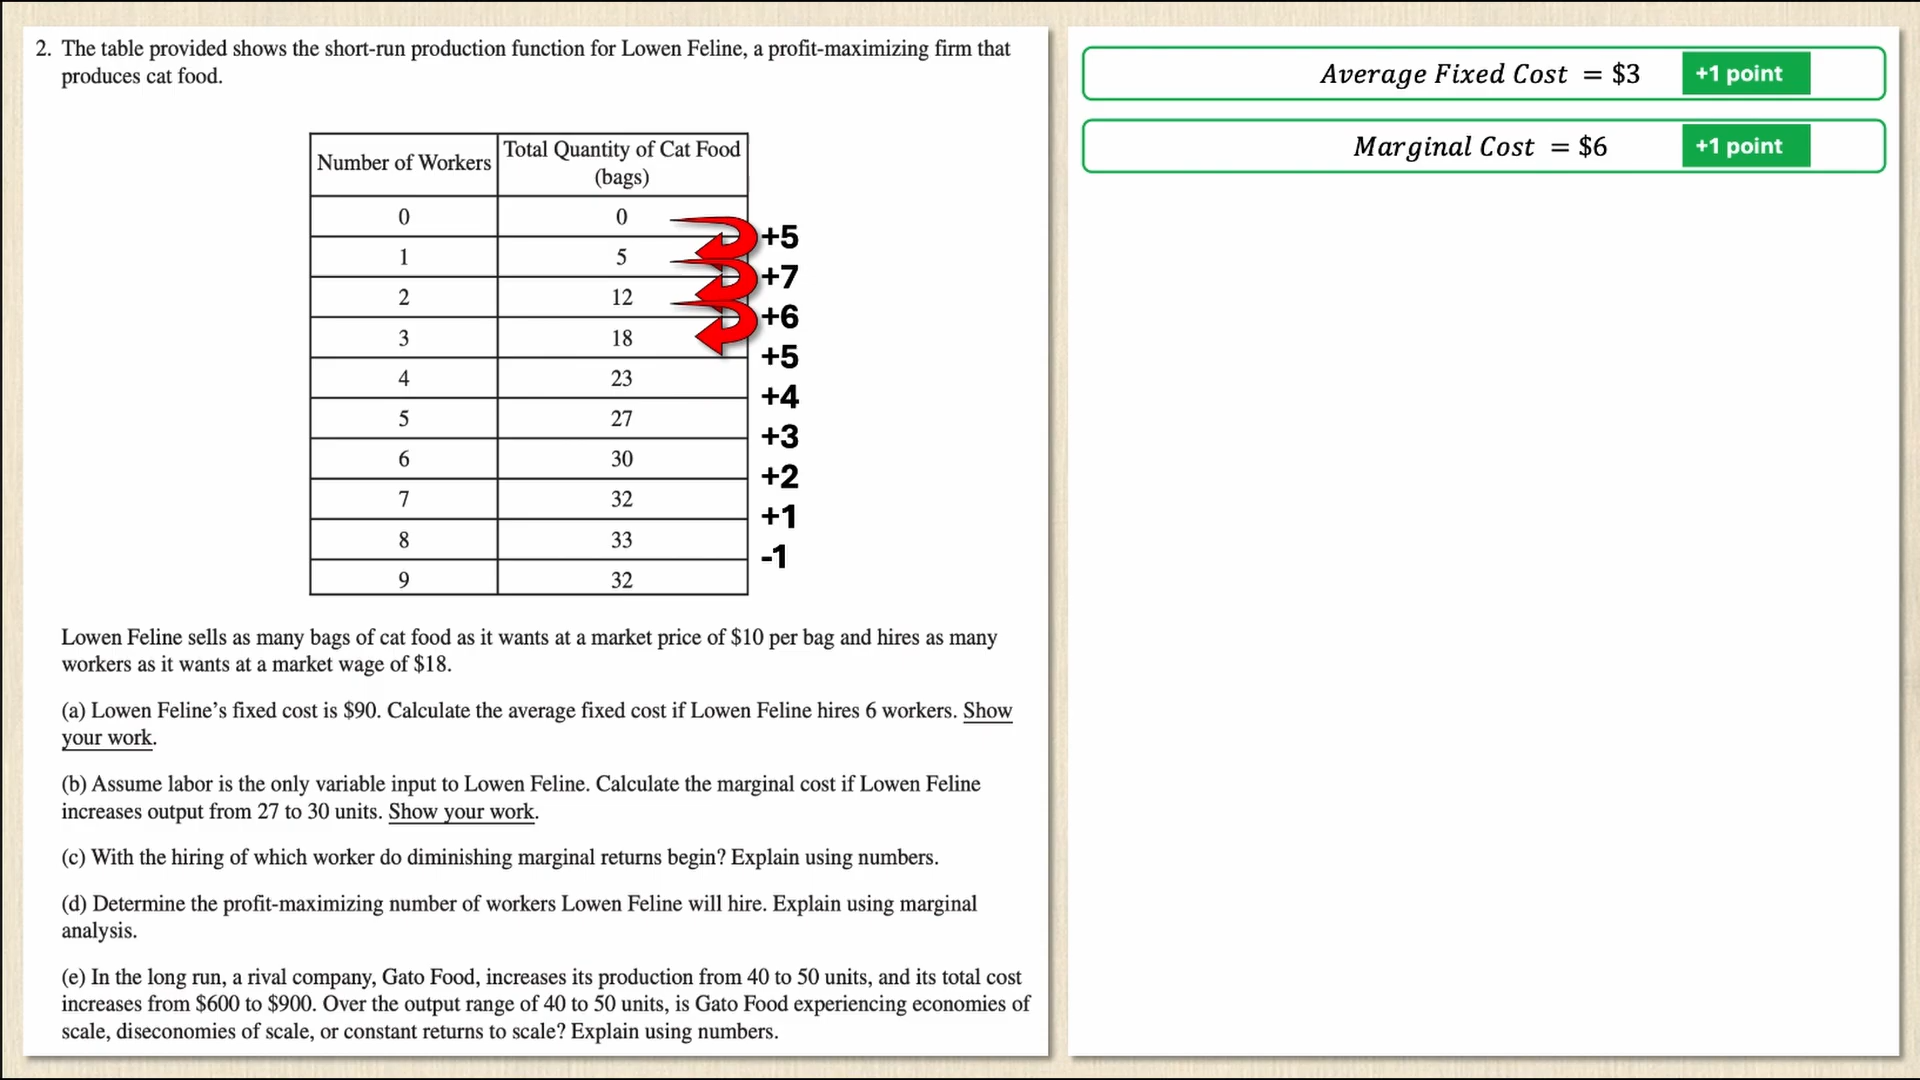 2. The table provided shows the short-run production function for Lowen Feline, a profit-maximizing firm that
produces cat food.
Number of Workers Total Quantity of Cat Food
(bags)
0 0
+5
1 5
+7
2 12
+6
3 18
+5
4 23
+4
5 27
+3
6 30
+2
7 32
+1
8 33
-1
9 32
Lowen Feline sells as many bags of cat food as it wants at a market price of $10 per bag and hires as many
workers as it wants at a market wage of $18.
(a) Lowen Feline’s fixed cost is $90. Calculate the average fixed cost if Lowen Feline hires 6 workers. Show
your work.
(b) Assume labor is the only variable input to Lowen Feline. Calculate the marginal cost if Lowen Feline
increases output from 27 to 30 units. Show your work.
(c) With the hiring of which worker do diminishing marginal returns begin? Explain using numbers.
(d) Determine the profit-maximizing number of workers Lowen Feline will hire. Explain using marginal
analysis.
(e) In the long run, a rival company, Gato Food, increases its production from 40 to 50 units, and its total cost
increases from $600 to $900. Over the output range of 40 to 50 units, is Gato Food experiencing economies of
scale, diseconomies of scale, or constant returns to scale? Explain using numbers.
Average Fixed Cost = $3 +1 point
Marginal Cost = $6 +1 point